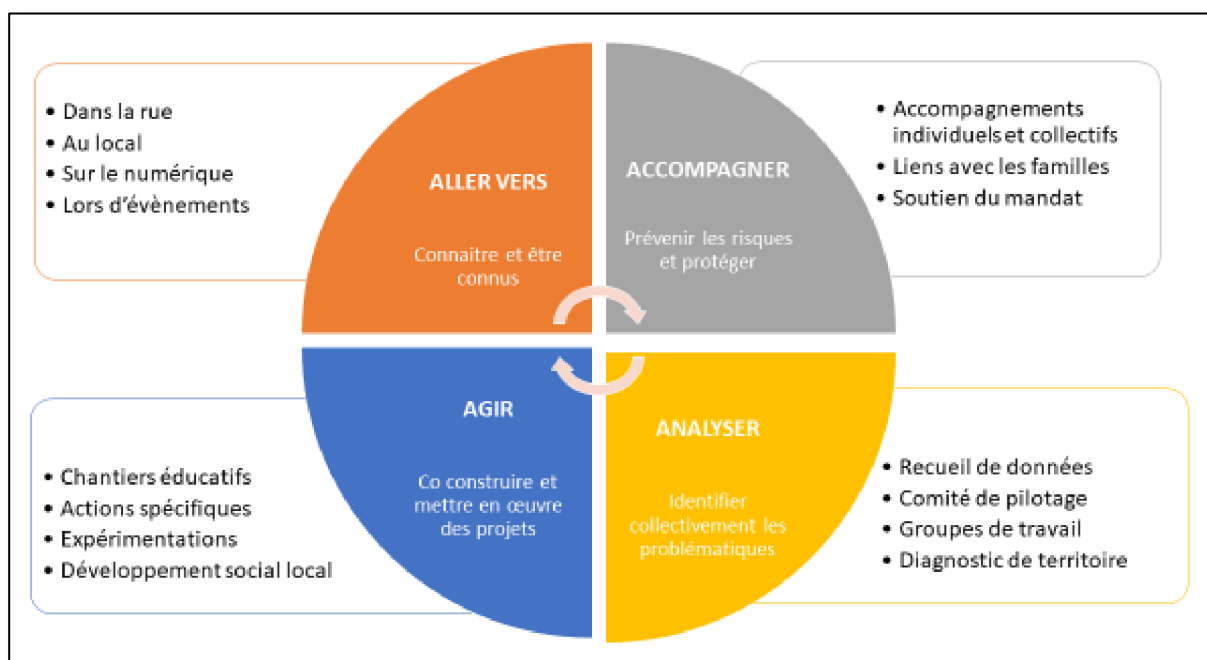 • Dans la rue
• Au local
• Sur le numérique
• Lors d'évènements
ALLER VERS
Connaitre et être
connus
ACCOMPAGNER
Prévenir les risques
et protéger
• Accompagnements
individuels et collectifs
• Liens avec les familles
• Soutien du mandat
• Chantiers éducatifs
• Actions spécifiques
• Expérimentations
• Développement social local
AGIR
Co construire et
mettre en œuvre
des projets
ANALYSER
Identifier
collectivement les
problématiques
• Recueil de données
• Comité de pilotage
• Groupes de travail
• Diagnostic de territoire